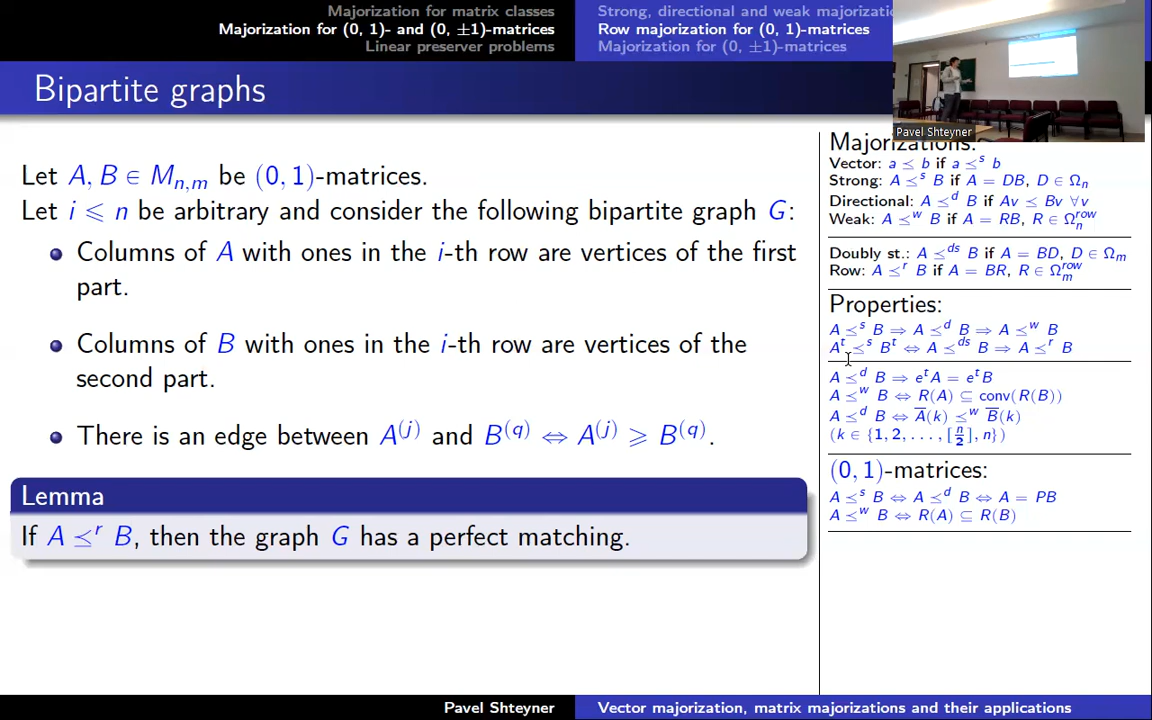 Majorization for matrix classes
Majorization for (0, 1)- and (0, ±1)-matrices
Linear preserver problems
Strong, directional and weak majorizati
Row majorization for (0, 1)-matrices
Majorization for (0, ±1)-matrices
Bipartite graphs
Pavel Shteyner
Let A, B ∈ M_{n,m} be (0, 1)-matrices.
Let i ⩽ n be arbitrary and consider the following bipartite graph G:
Columns of A with ones in the i-th row are vertices of the first
part.
Columns of B with ones in the i-th row are vertices of the
second part.
There is an edge between A^{(j)} and B^{(q)} ⇔ A^{(j)} ⩾ B^{(q)}.
Lemma
If A ⪯^r B, then the graph G has a perfect matching.
Majorizations:
Vector: a ⪯ b if a ⪯^s b
Strong: A ⪯^s B if A = DB, D ∈ Ω_n
Directional: A ⪯^d B if Av ⪯ Bv ∀v
Weak: A ⪯^w B if A = RB, R ∈ Ω_n^{row}
Doubly st.: A ⪯^{ds} B if A = BD, D ∈ Ω_m
Row: A ⪯^r B if A = BR, R ∈ Ω_m^{row}
Properties:
A ⪯^s B ⇒ A ⪯^d B ⇒ A ⪯^w B
A^t ⪯^s B^t ⇔ A ⪯^{ds} B ⇒ A ⪯^r B
A ⪯^d B ⇒ e^t A = e^t B
A ⪯^w B ⇔ R(A) ⊆ conv(R(B))
A ⪯^d B ⇔ A̅(k) ⪯^w B̅(k)
(k ∈ {1, 2, . . . , [n/2], n})
(0, 1)-matrices:
A ⪯^s B ⇔ A ⪯^d B ⇔ A = PB
A ⪯^w B ⇔ R(A) ⊆ R(B)
Pavel Shteyner
Vector majorization, matrix majorizations and their applications